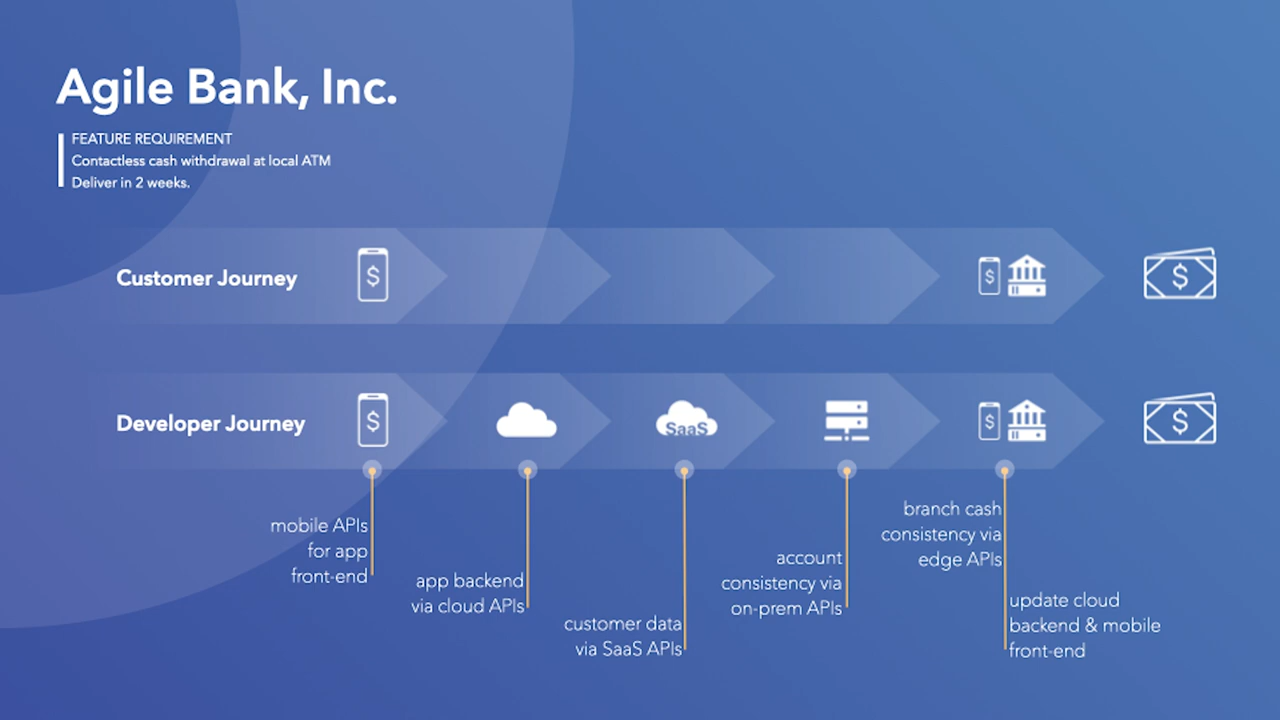 Agile Bank, Inc.
FEATURE REQUIREMENT
Contactless cash withdrawal at local ATM
Deliver in 2 weeks.
Customer Journey
$
$
$
Developer Journey
$
SaaS
$
$
mobile APIs
for app
front-end
app backend
via cloud APIs
customer data
via SaaS APIs
account
consistency via
on-prem APIs
branch cash
consistency via
edge APIs
update cloud
backend & mobile
front-end